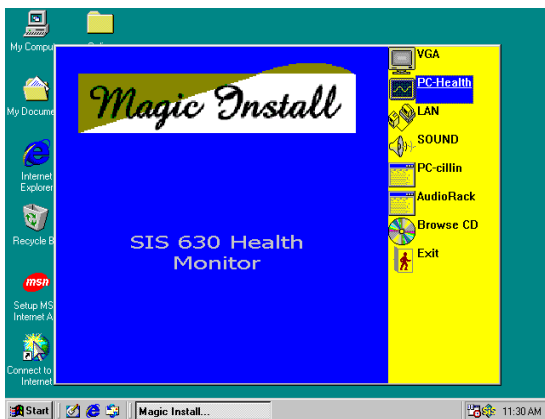 My Compu
My Docume
Internet
Explorer
Recycle B
msn
Setup MS
Internet A
Connect to
Internet
Magic Install
SIS 630 Health
Monitor
VGA
PC-Health
LAN
SOUND
PC-cillin
AudioRack
Browse CD
Exit
Start
Magic Install...
11:30 AM